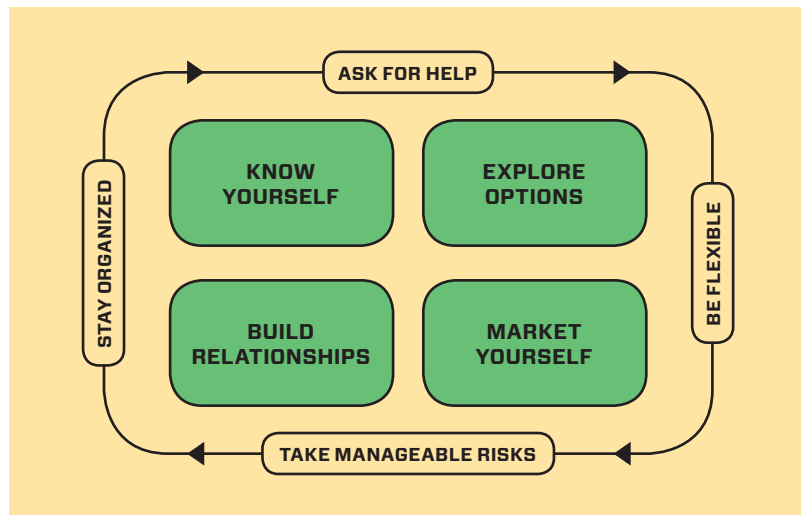 ASK FOR HELP
KNOW
YOURSELF
EXPLORE
OPTIONS
STAY ORGANIZED
BE FLEXIBLE
BUILD
RELATIONSHIPS
MARKET
YOURSELF
TAKE MANAGEABLE RISKS